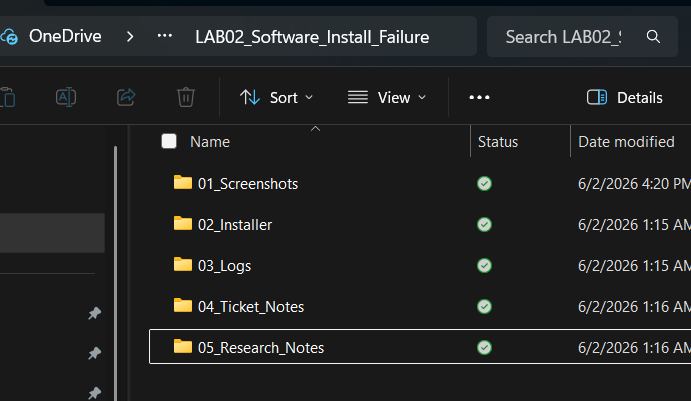 OneDrive > ... LAB02_Software_Install_Failure Search LAB02_S
Sort View ... Details
Name Status Date modified
01_Screenshots 6/2/2026 4:20 PM
02_Installer 6/2/2026 1:15 AM
03_Logs 6/2/2026 1:15 AM
04_Ticket_Notes 6/2/2026 1:16 AM
05_Research_Notes 6/2/2026 1:16 AM